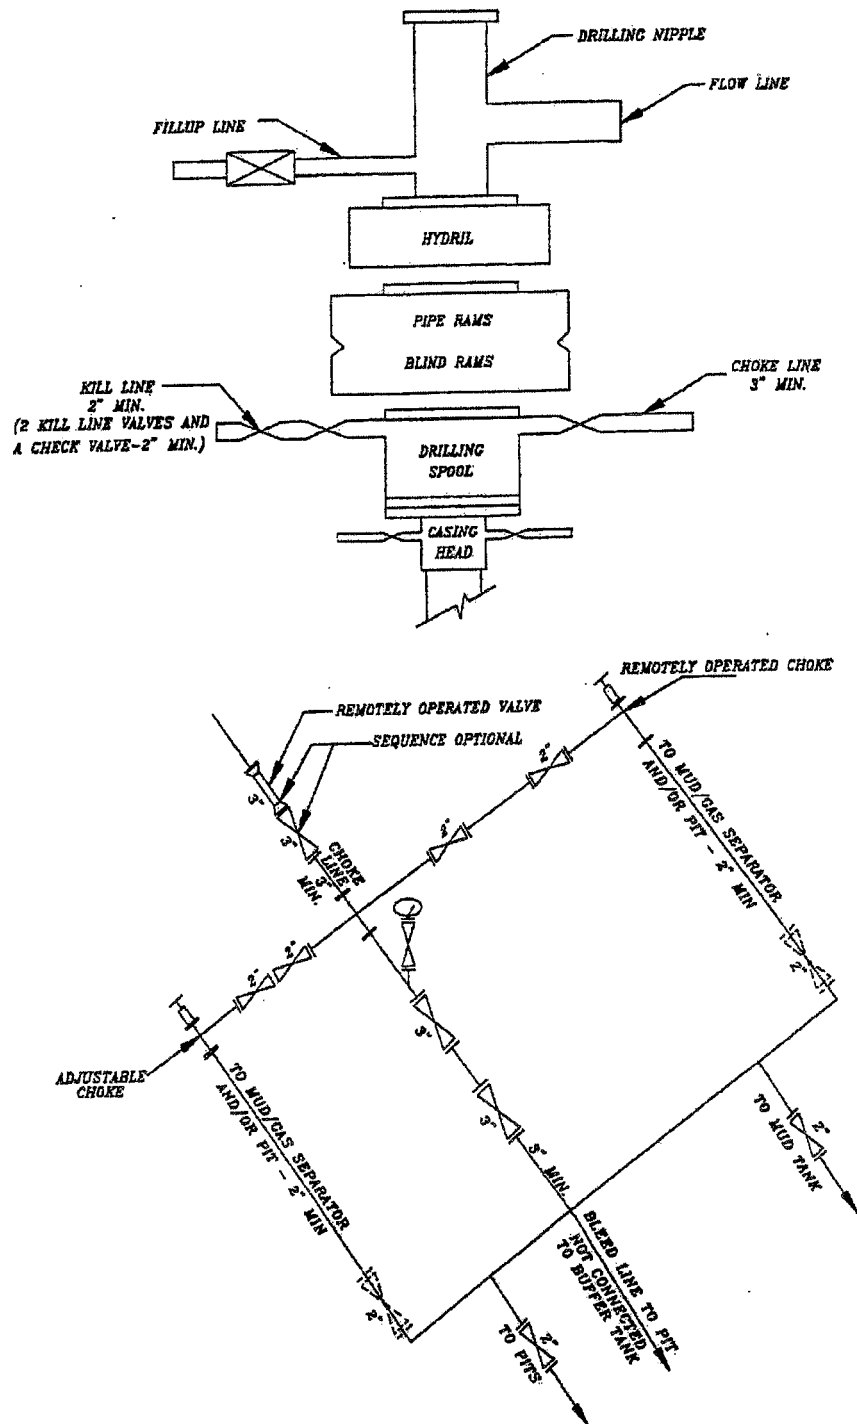 DRILLING NIPPLE
FLOW LINE
FILLUP LINE
HYDRIL
PIPE RAMS
BLIND RAMS
CHOKE LINE
3" MIN.
KILL LINE
2" MIN.
(2 KILL LINE VALVES AND
A CHECK VALVE-2" MIN.)
DRILLING
SPOOL
CASING
HEAD
REMOTELY OPERATED CHOKE
REMOTELY OPERATED VALVE
SEQUENCE OPTIONAL
3"
3"
CHOKE
LINE
3"
MIN.
2"
2"
TO MUD/GAS SEPARATOR
AND/OR PIT - 2" MIN
2"
2"
2"
ADJUSTABLE
CHOKE
TO MUD/GAS SEPARATOR
AND/OR PIT - 2" MIN
2"
3"
3"
3" MIN.
BLEED LINE TO PIT
NOT CONNECTED
TO BUFFER TANK
2"
TO MUD TANK
2"
TO PITS